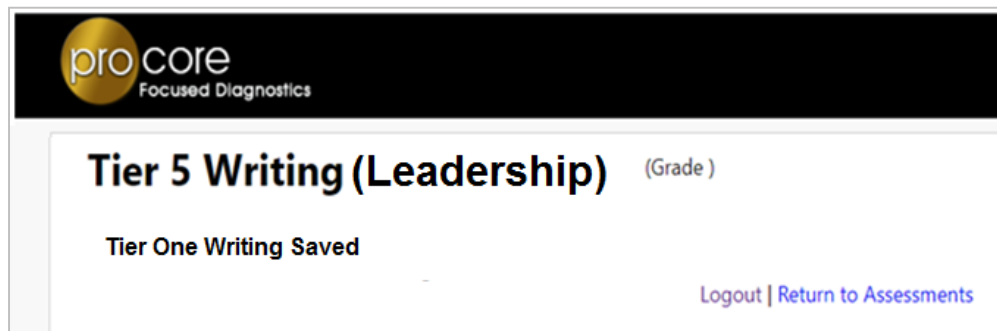 pro core
Focused Diagnostics
Tier 5 Writing (Leadership) (Grade )
Tier One Writing Saved
Logout | Return to Assessments